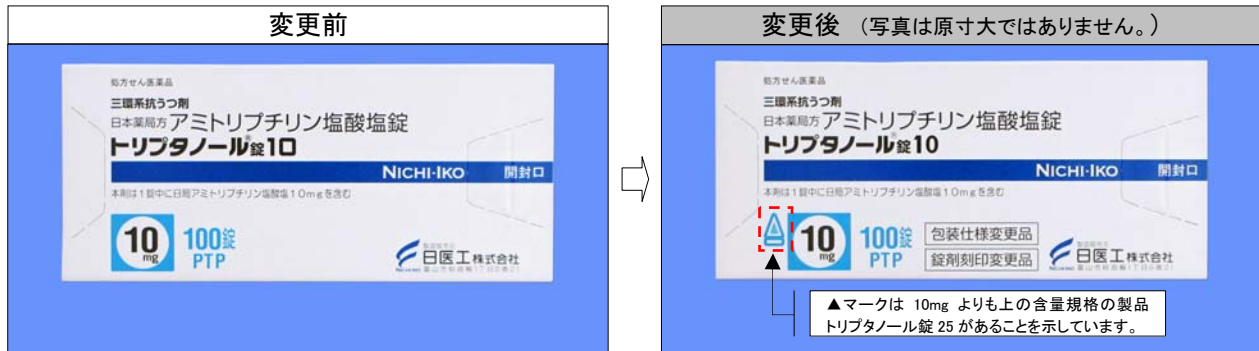 変更前
処方せん医薬品
三環系抗うつ剤
日本薬局方 アミトリプチリン塩酸塩錠
トリプタノール®錠10
NICHI-IKO 開封口
本剤は1錠中に日局アミトリプチリン塩酸塩10mgを含む
10 mg
100錠
PTP
日医工株式会社
NICHI-IKO
変更後 (写真は原寸大ではありません。)
処方せん医薬品
三環系抗うつ剤
日本薬局方 アミトリプチリン塩酸塩錠
トリプタノール®錠10
NICHI-IKO 開封口
本剤は1錠中に日局アミトリプチリン塩酸塩10mgを含む
10 mg
100錠
PTP
包装仕様変更品
錠剤刻印変更品
日医工株式会社
NICHI-IKO
▲マークは 10mg よりも上の含量規格の製品
トリプタノール錠 25 があることを示しています。